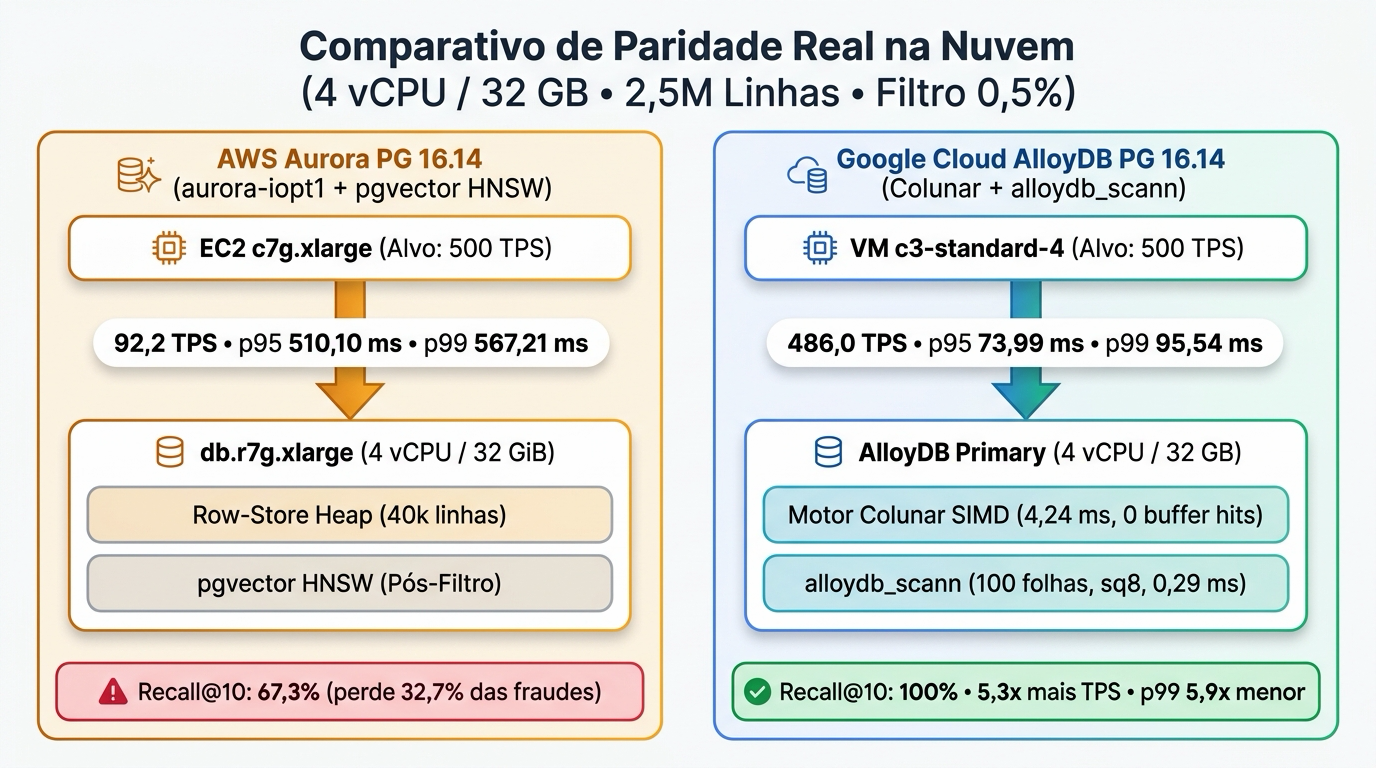 Comparativo de Paridade Real na Nuvem
(4 vCPU / 32 GB • 2,5M Linhas • Filtro 0,5%)
AWS Aurora PG 16.14
(aurora-iopt1 + pgvector HNSW)
EC2 c7g.xlarge (Alvo: 500 TPS)
92,2 TPS • p95 510,10 ms • p99 567,21 ms
db.r7g.xlarge (4 vCPU / 32 GiB)
Row-Store Heap (40k linhas)
pgvector HNSW (Pós-Filtro)
Recall@10: 67,3% (perde 32,7% das fraudes)
Google Cloud AlloyDB PG 16.14
(Colunar + alloydb_scann)
VM c3-standard-4 (Alvo: 500 TPS)
486,0 TPS • p95 73,99 ms • p99 95,54 ms
AlloyDB Primary (4 vCPU / 32 GB)
Motor Colunar SIMD (4,24 ms, 0 buffer hits)
alloydb_scann (100 folhas, sq8, 0,29 ms)
Recall@10: 100% • 5,3x mais TPS • p99 5,9x menor